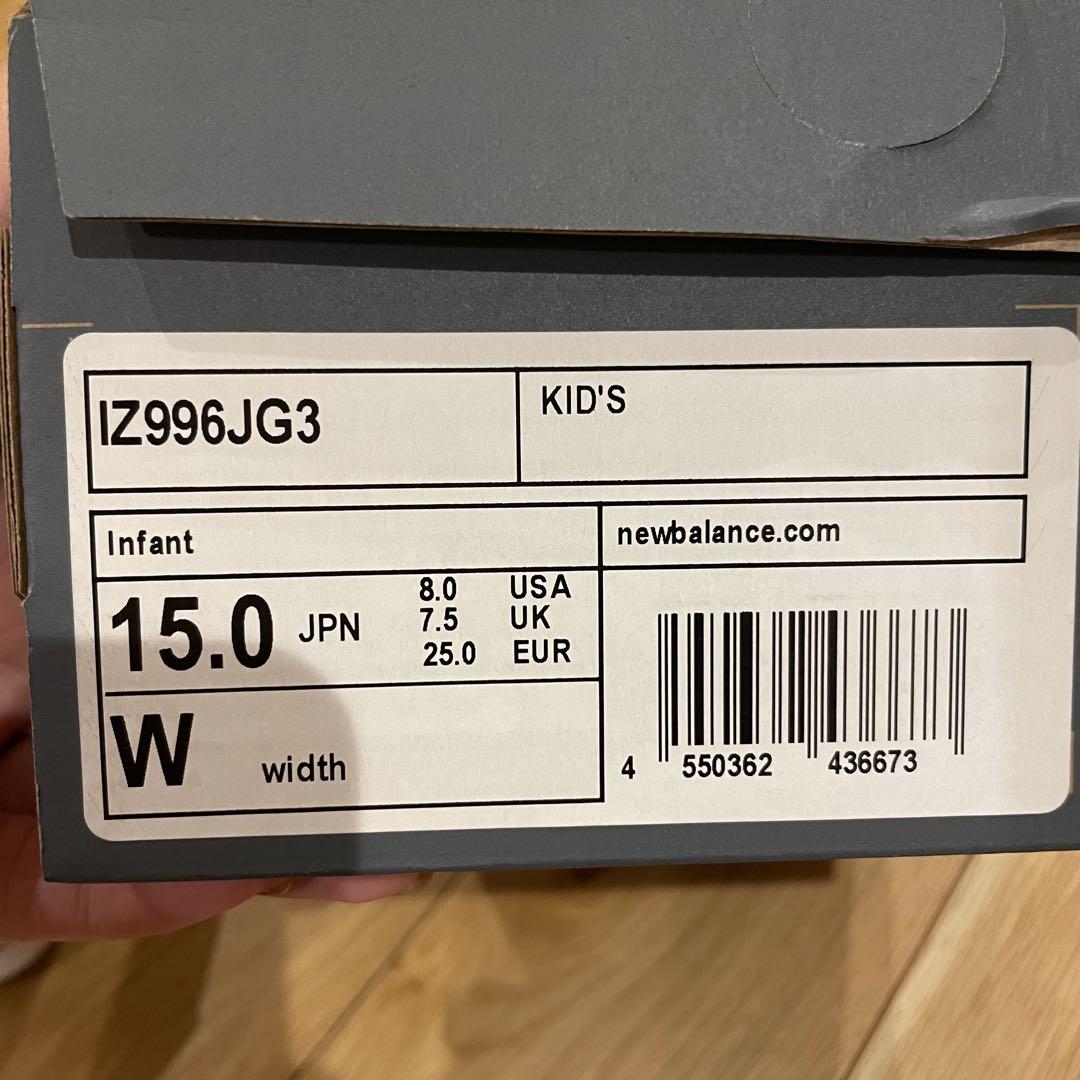 IZ996JG3
KID'S
Infant
newbalance.com
15.0 JPN
8.0 USA
7.5 UK
25.0 EUR
W width
4 550362 436673